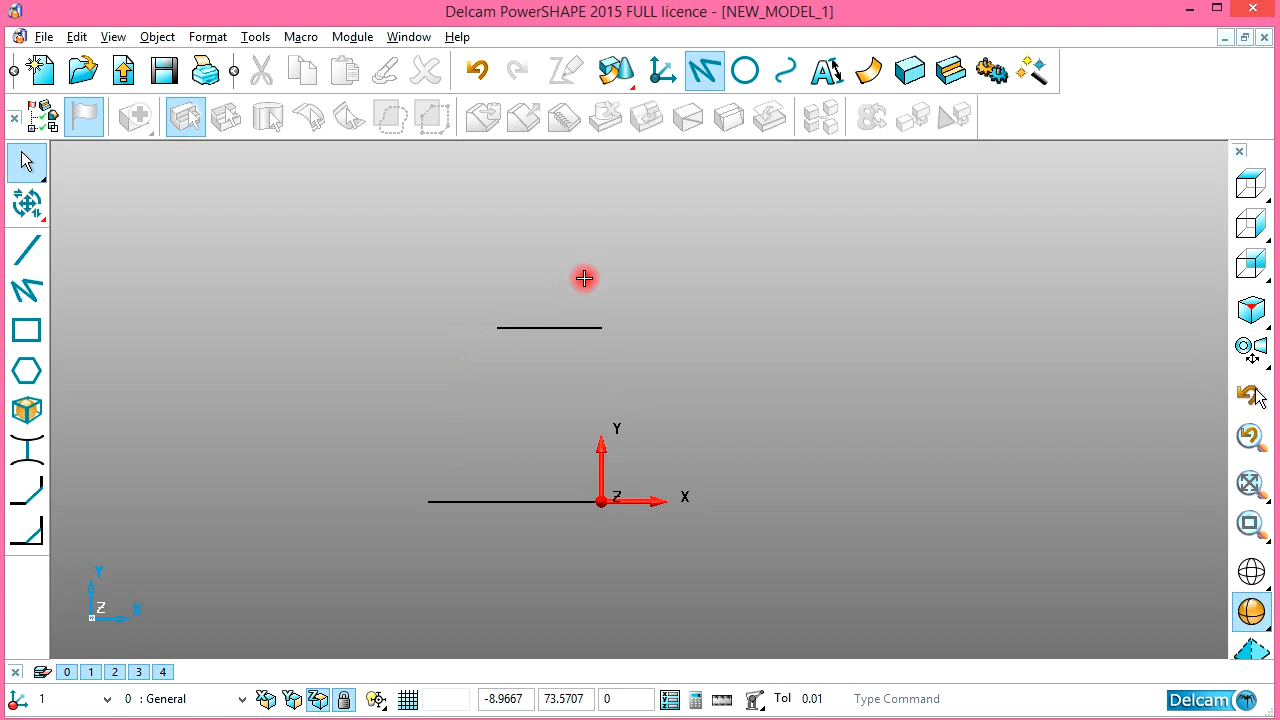 Delcam PowerSHAPE 2015 FULL licence - [NEW_MODEL_1]
File Edit View Object Format Tools Macro Module Window Help
Y
Z X
Y
Z X
0 1 2 3 4
1 0 : General -8.9667 73.5707 0 Tol 0.01 Type Command Delcam